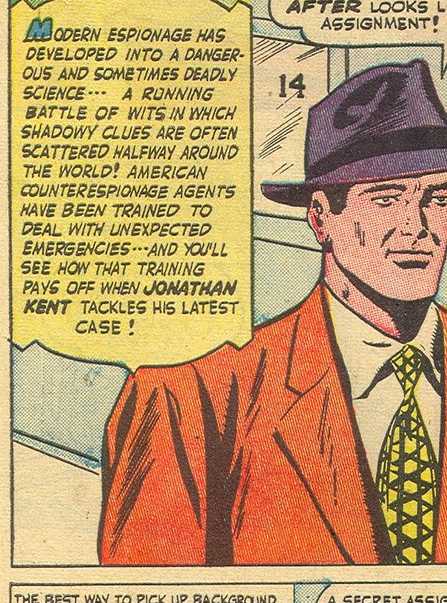 MODERN ESPIONAGE HAS
DEVELOPED INTO A DANGER-
OUS AND SOMETIMES DEADLY
SCIENCE--- A RUNNING
BATTLE OF WITS IN WHICH
SHADOWY CLUES ARE OFTEN
SCATTERED HALFWAY AROUND
THE WORLD! AMERICAN
COUNTERESPIONAGE AGENTS
HAVE BEEN TRAINED TO
DEAL WITH UNEXPECTED
EMERGENCIES---AND YOU'LL
SEE HOW THAT TRAINING
PAYS OFF WHEN JONATHAN
KENT TACKLES HIS LATEST
CASE!
AFTER LOOKS L
ASSIGNMENT!
14
THE BEST WAY TO PICK UP BACKGROUND
A SECRET ASSIG